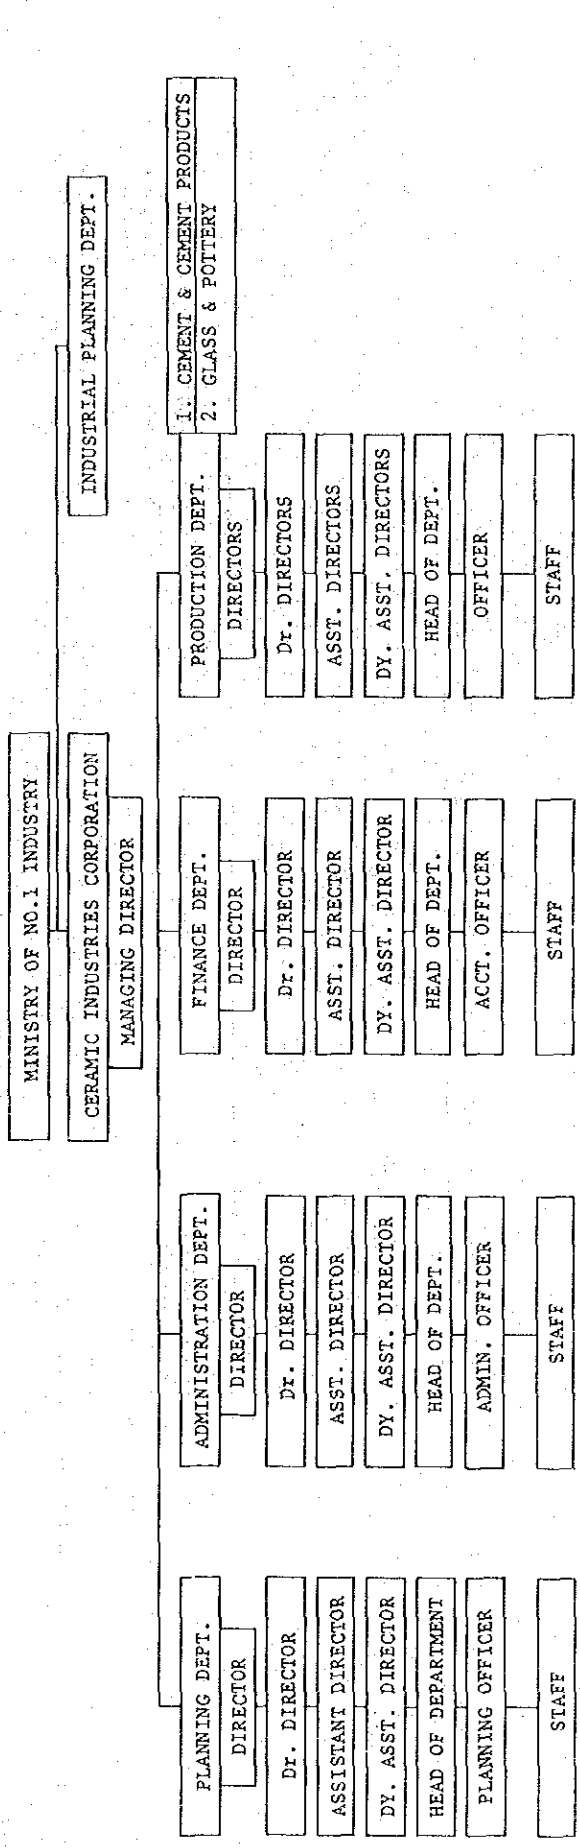 MINISTRY OF NO.1 INDUSTRY
CERAMIC INDUSTRIES CORPORATION
MANAGING DIRECTOR
INDUSTRIAL PLANNING DEPT.
PLANNING DEPT.
DIRECTOR
Dr. DIRECTOR
ASSISTANT DIRECTOR
DY. ASST. DIRECTOR
HEAD OF DEPARTMENT
PLANNING OFFICER
STAFF
ADMINISTRATION DEPT.
DIRECTOR
Dr. DIRECTOR
ASST. DIRECTOR
DY. ASST. DIRECTOR
HEAD OF DEPT.
ADMIN. OFFICER
STAFF
FINANCE DEPT.
DIRECTOR
Dr. DIRECTOR
ASST. DIRECTOR
DY. ASST. DIRECTOR
HEAD OF DEPT.
ACCT. OFFICER
STAFF
PRODUCTION DEPT.
DIRECTORS
Dr. DIRECTORS
ASST. DIRECTORS
DY. ASST. DIRECTORS
HEAD OF DEPT.
OFFICER
STAFF
1. CEMENT & CEMENT PRODUCTS
2. GLASS & POTTERY